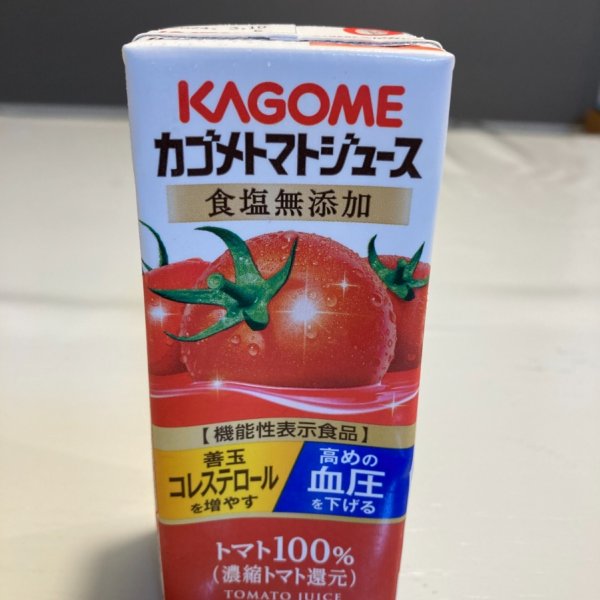 KAGOME
カゴメトマトジュース
食塩無添加
【機能性表示食品】
善玉
コレステロール
を増やす
高めの
血圧
を下げる
トマト100%
(濃縮トマト還元)
TOMATO JUICE